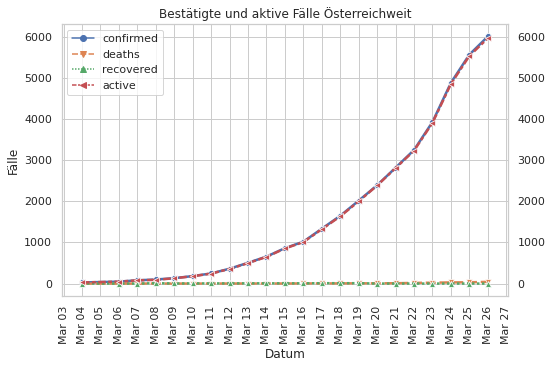 Bestätigte und aktive Fälle Österreichweit
confirmed
deaths
recovered
active
6000
5000
4000
3000
2000
1000
0
6000
5000
4000
3000
2000
1000
0
Fälle
Mar 03
Mar 04
Mar 05
Mar 06
Mar 07
Mar 08
Mar 09
Mar 10
Mar 11
Mar 12
Mar 13
Mar 14
Mar 15
Mar 16
Mar 17
Mar 18
Mar 19
Mar 20
Mar 21
Mar 22
Mar 23
Mar 24
Mar 25
Mar 26
Mar 27
Datum